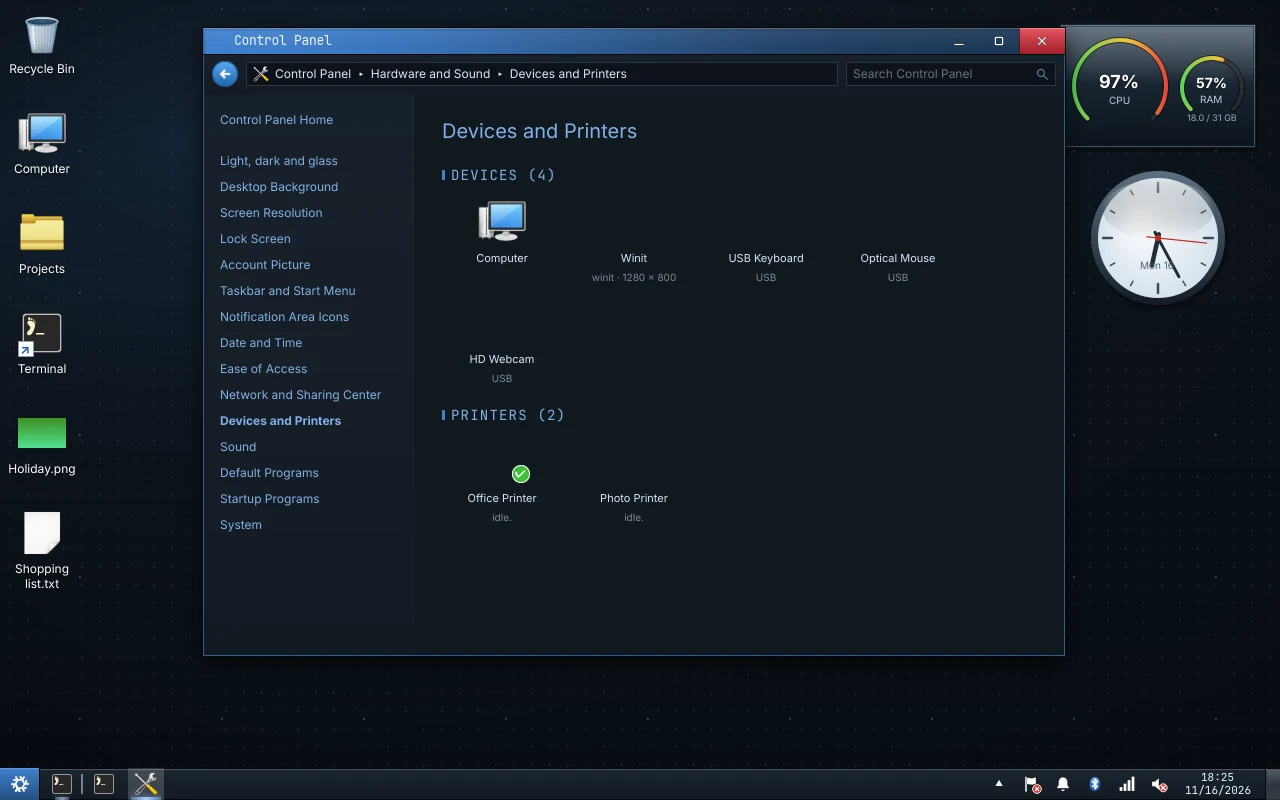 Recycle Bin
Computer
Projects
Terminal
Holiday.png
Shopping
list.txt
Control Panel
Control Panel ▸ Hardware and Sound ▸ Devices and Printers
Search Control Panel
Control Panel Home
Light, dark and glass
Desktop Background
Screen Resolution
Lock Screen
Account Picture
Taskbar and Start Menu
Notification Area Icons
Date and Time
Ease of Access
Network and Sharing Center
Devices and Printers
Sound
Default Programs
Startup Programs
System
Devices and Printers
DEVICES (4)
Computer
Winit
winit · 1280 × 800
USB Keyboard
USB
Optical Mouse
USB
HD Webcam
USB
PRINTERS (2)
Office Printer
idle.
Photo Printer
idle.
97%
CPU
57%
RAM
18.0 / 31 GB
18:25
11/16/2026